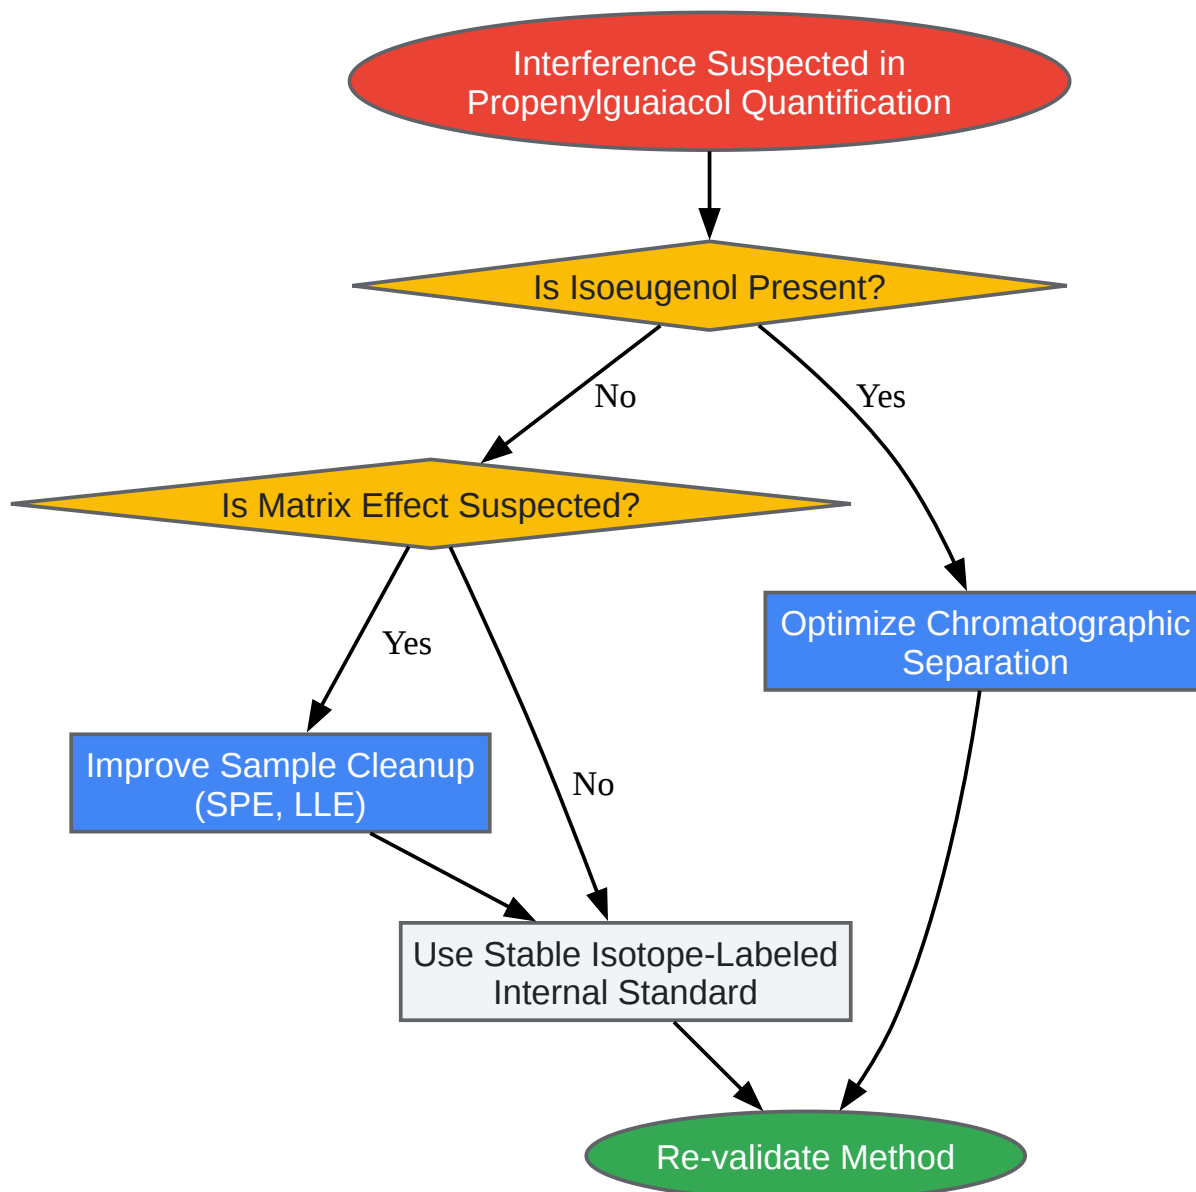 Interference Suspected in
Propenylguaiacol Quantification
Is Isoeugenol Present?
No
Yes
Is Matrix Effect Suspected?
Optimize Chromatographic
Separation
Yes
Improve Sample Cleanup
(SPE, LLE)
No
Use Stable Isotope-Labeled
Internal Standard
Re-validate Method